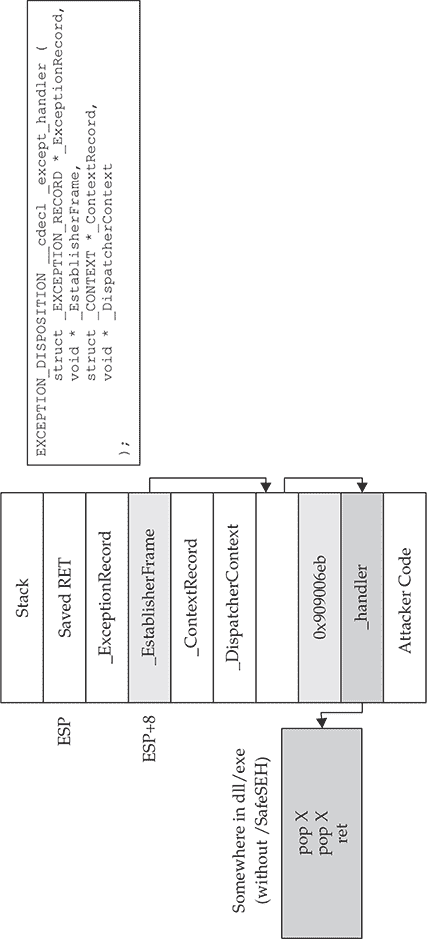 EXCEPTION_DISPOSITION __cdecl _except_handler (
struct _EXCEPTION_RECORD *_ExceptionRecord,
void * _EstablisherFrame,
struct _CONTEXT *_ContextRecord,
void * _DispatcherContext
);
Stack
ESP
Saved RET
_ExceptionRecord
ESP+8
_EstablisherFrame
_ContextRecord
_DispatcherContext
0x909006eb
_handler
Attacker Code
Somewhere in dll/exe
(without /SafeSEH)
pop X
pop X
ret